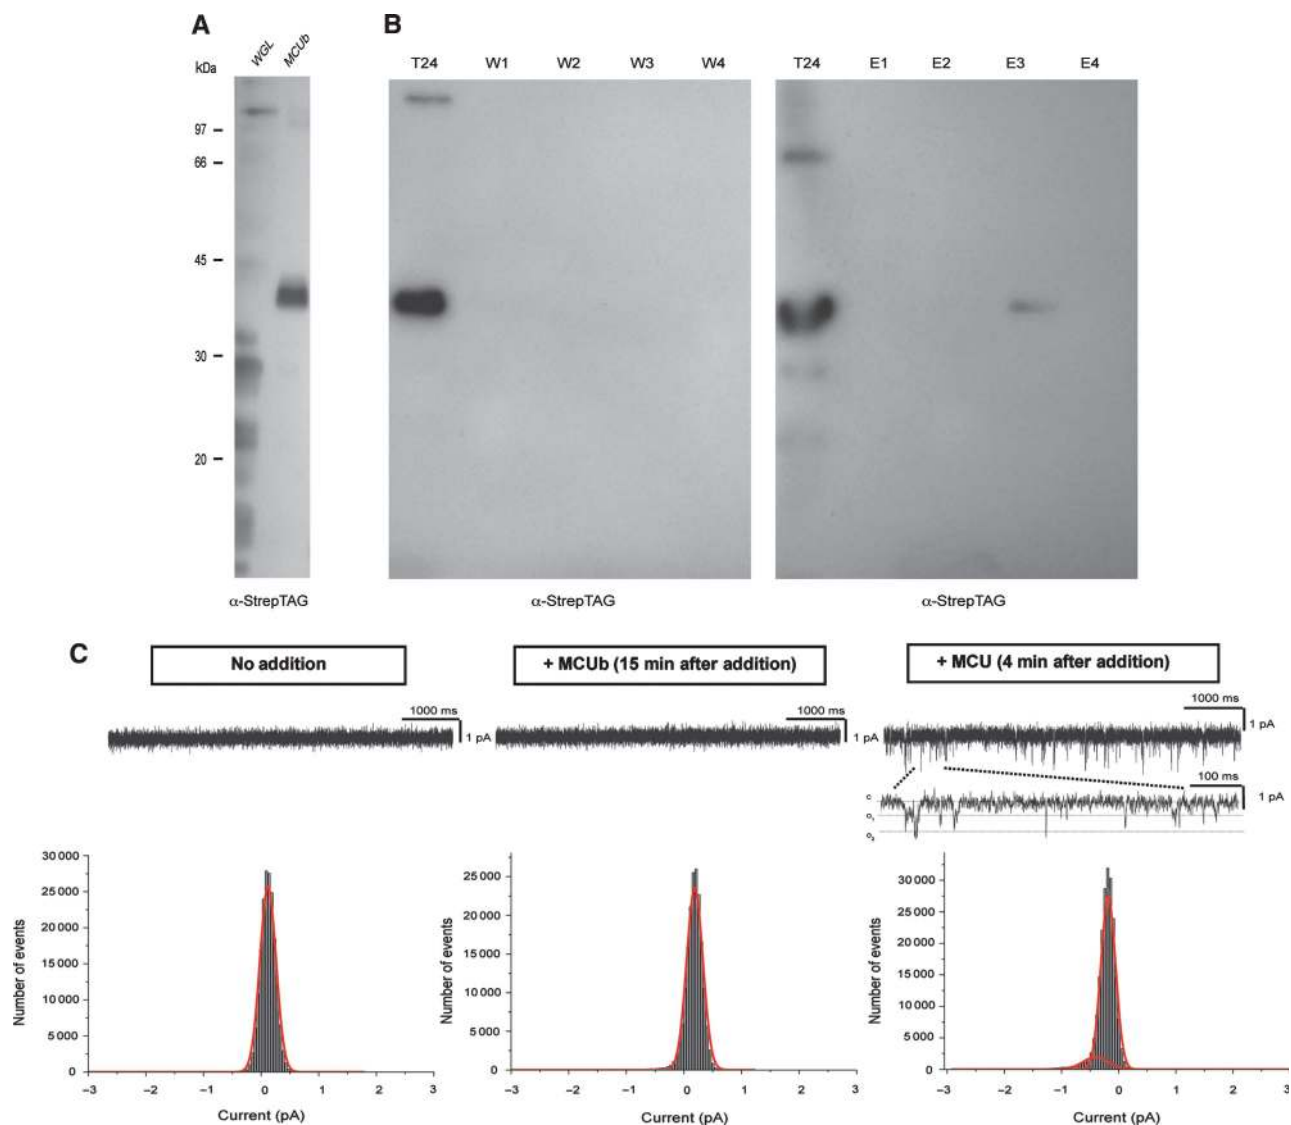 A
B
WGL MCUb
kDa
97
66
45
30
20
α-StrepTAG
T24 W1 W2 W3 W4
α-StrepTAG
T24 E1 E2 E3 E4
α-StrepTAG
C
No addition
1000 ms
1 pA
+ MCUb (15 min after addition)
1000 ms
1 pA
+ MCU (4 min after addition)
1000 ms
1 pA
100 ms
1 pA
c
o1
o2
30 000
25 000
20 000
15 000
10 000
5 000
0
Number of events
−3 −2 −1 0 1 2 3
Current (pA)
25 000
20 000
15 000
10 000
5 000
0
Number of events
−3 −2 −1 0 1 2 3
Current (pA)
30 000
25 000
20 000
15 000
10 000
5 000
0
Number of events
−3 −2 −1 0 1 2 3
Current (pA)